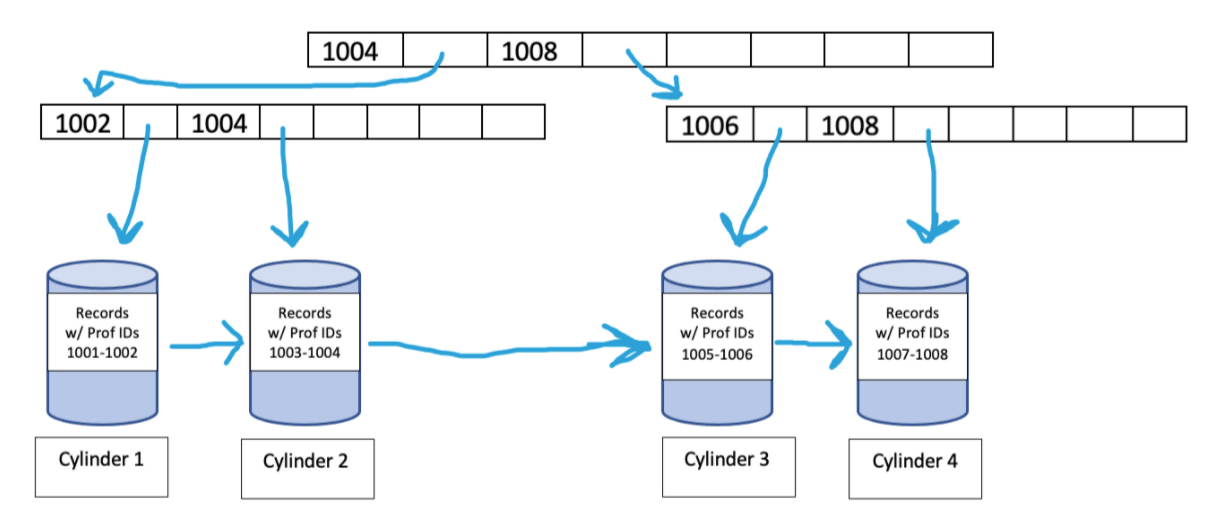 1004 1008
1002 1004
1006 1008
Records
w/ Prof IDs
1001-1002
Records
w/ Prof IDs
1003-1004
Records
w/ Prof IDs
1005-1006
Records
w/ Prof IDs
1007-1008
Cylinder 1
Cylinder 2
Cylinder 3
Cylinder 4